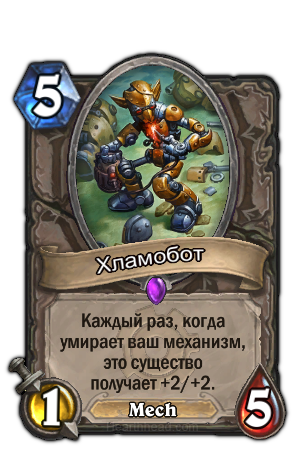 5
Хламобот
Каждый раз, когда
умирает ваш механизм,
это существо
получает +2/+2.
1
Mech
5